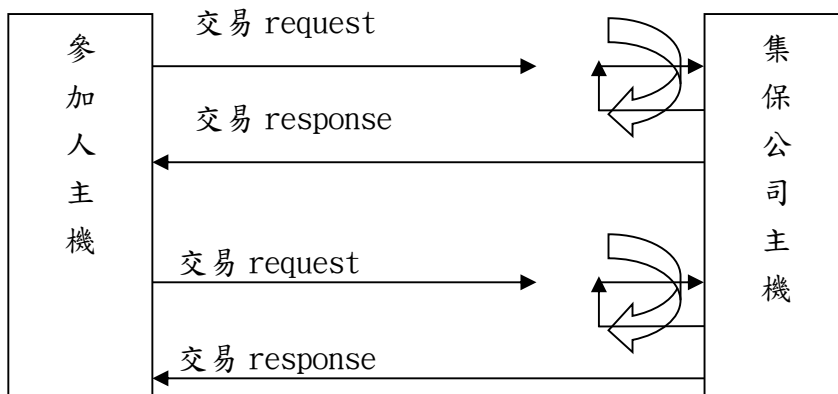 參加人主機
交易 request
交易 response
交易 request
交易 response
集保公司主機